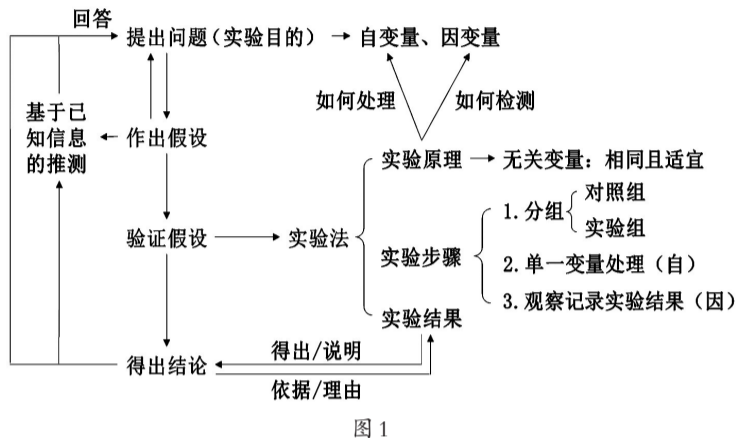 回答
提出问题(实验目的)
自变量、因变量
如何处理
如何检测
基于已
知信息
的推测
作出假设
实验原理
无关变量:相同且适宜
验证假设
实验法
实验步骤
1.分组
对照组
实验组
2.单一变量处理(自)
3.观察记录实验结果(因)
实验结果
得出结论
得出/说明
依据/理由
图1